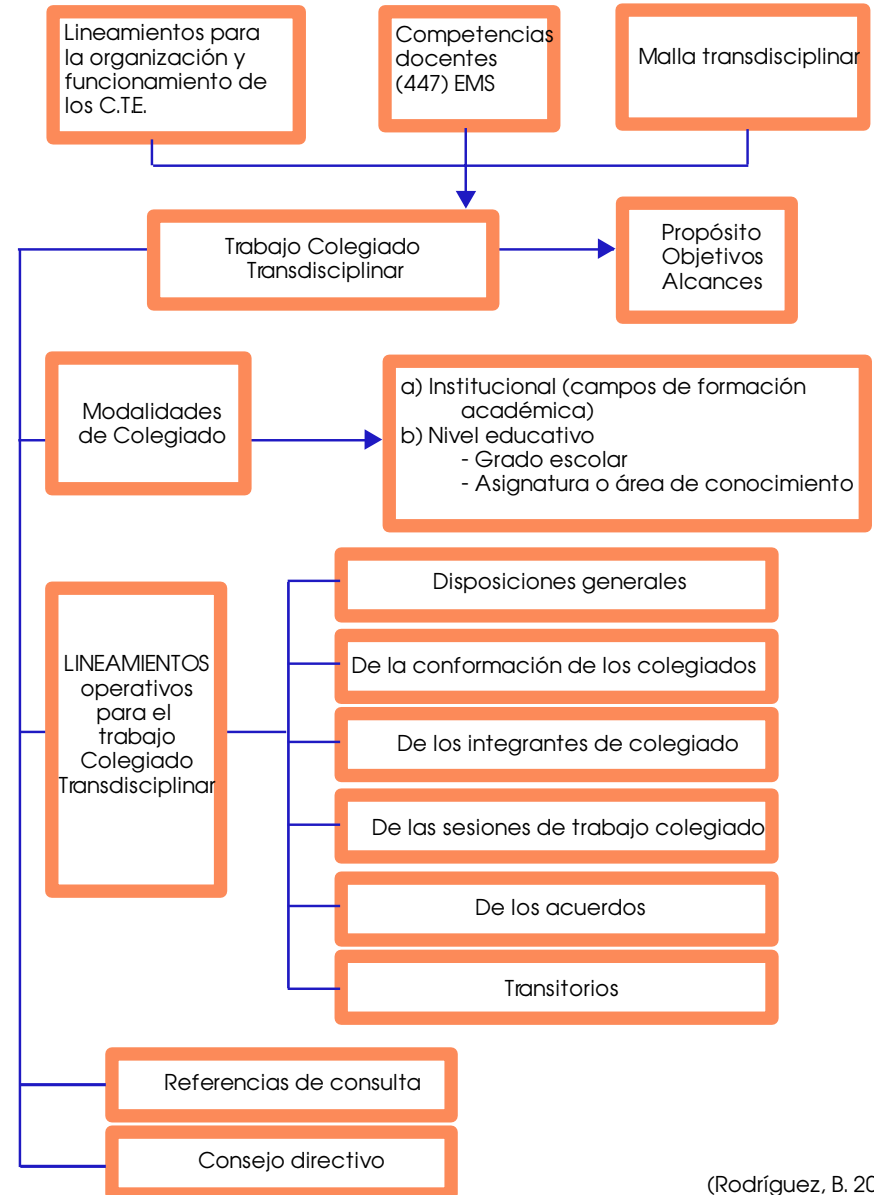 Lineamientos para
la organización y
funcionamiento de
los C.T.E.
Competencias
docentes
(447) EMS
Malla transdisciplinar
Trabajo Colegiado
Transdisciplinar
Propósito
Objetivos
Alcances
Modalidades
de Colegiado
a) Institucional (campos de formación
académica)
b) Nivel educativo
- Grado escolar
- Asignatura o área de conocimiento
LINEAMIENTOS
operativos
para el
trabajo
Colegiado
Transdisciplinar
Disposiciones generales
De la conformación de los colegiados
De los integrantes de colegiado
De las sesiones de trabajo colegiado
De los acuerdos
Transitorios
Referencias de consulta
Consejo directivo
(Rodríguez, B. 20